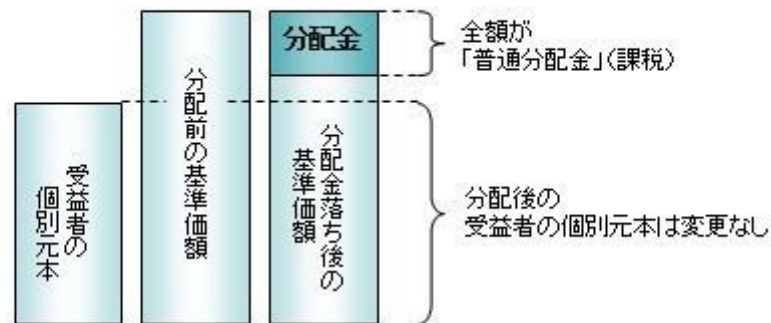 受益者の
個別元本
分配前の基準価額
分配金
分配金落ち後の
基準価額
全額が
「普通分配金」(課税)
分配後の
受益者の個別元本は変更なし